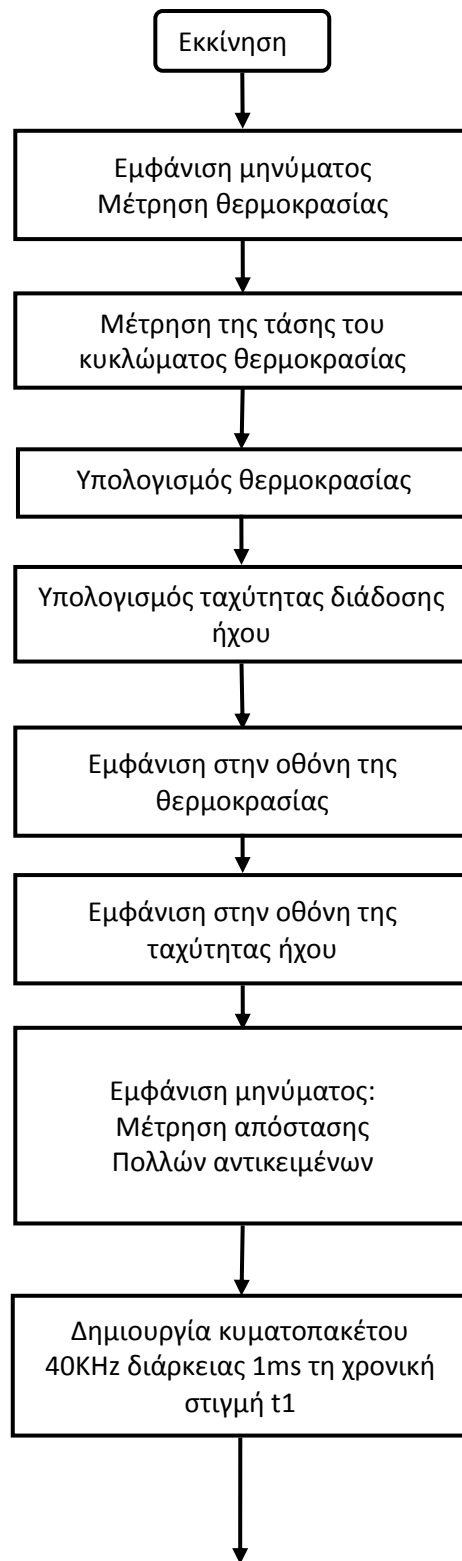 Εκκίνηση
Εμφάνιση μηνύματος
Μέτρηση θερμοκρασίας
Μέτρηση της τάσης του
κυκλώματος θερμοκρασίας
Υπολογισμός θερμοκρασίας
Υπολογισμός ταχύτητας διάδοσης
ήχου
Εμφάνιση στην οθόνη της
θερμοκρασίας
Εμφάνιση στην οθόνη της
ταχύτητας ήχου
Εμφάνιση μηνύματος:
Μέτρηση απόστασης
Πολλών αντικειμένων
Δημιουργία κυματοπακέτου
40KHz διάρκειας 1ms τη χρονική
στιγμή t1